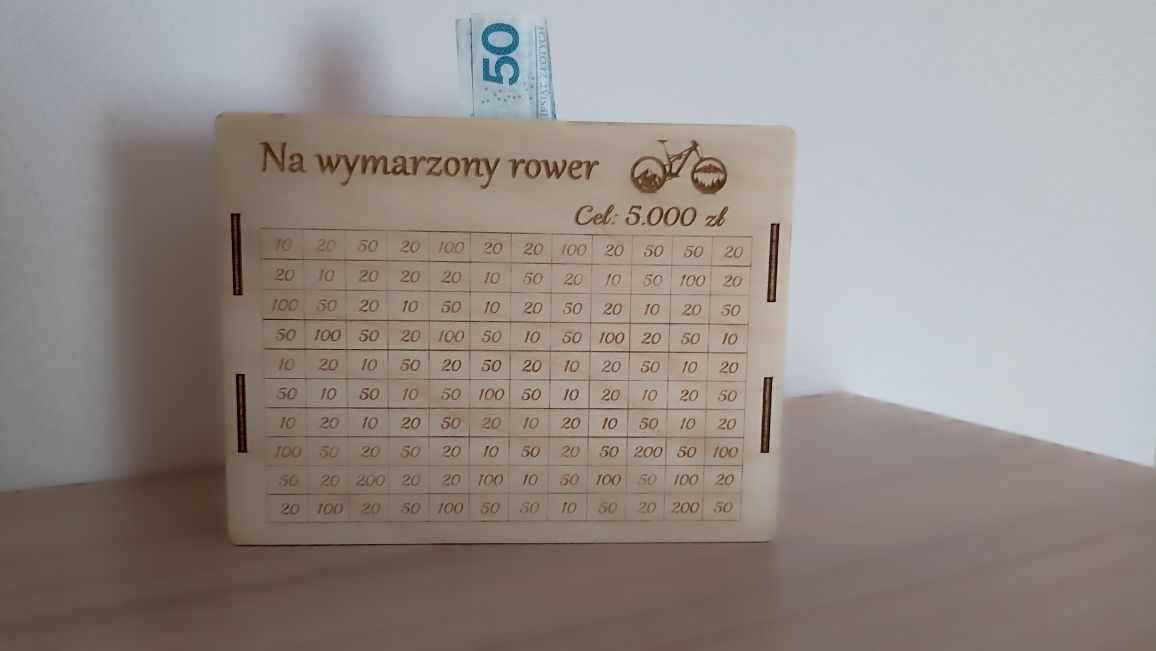 50
Na wymarzony rower
Cel: 5.000 zł
10 20 50 20 100 20 20 100 20 50 50 20
20 10 20 20 20 10 50 20 10 50 100 20
100 50 20 10 50 10 20 50 20 10 20 50
50 100 50 20 100 50 10 50 100 20 50 10
10 20 10 50 20 50 20 10 20 50 10 20
50 10 50 10 50 100 50 10 20 10 20 50
10 20 10 20 50 20 10 20 10 50 10 20
100 50 20 50 20 10 50 20 50 200 50 100
50 20 200 20 20 100 10 50 100 50 100 20
20 100 20 50 100 50 50 10 50 20 200 50